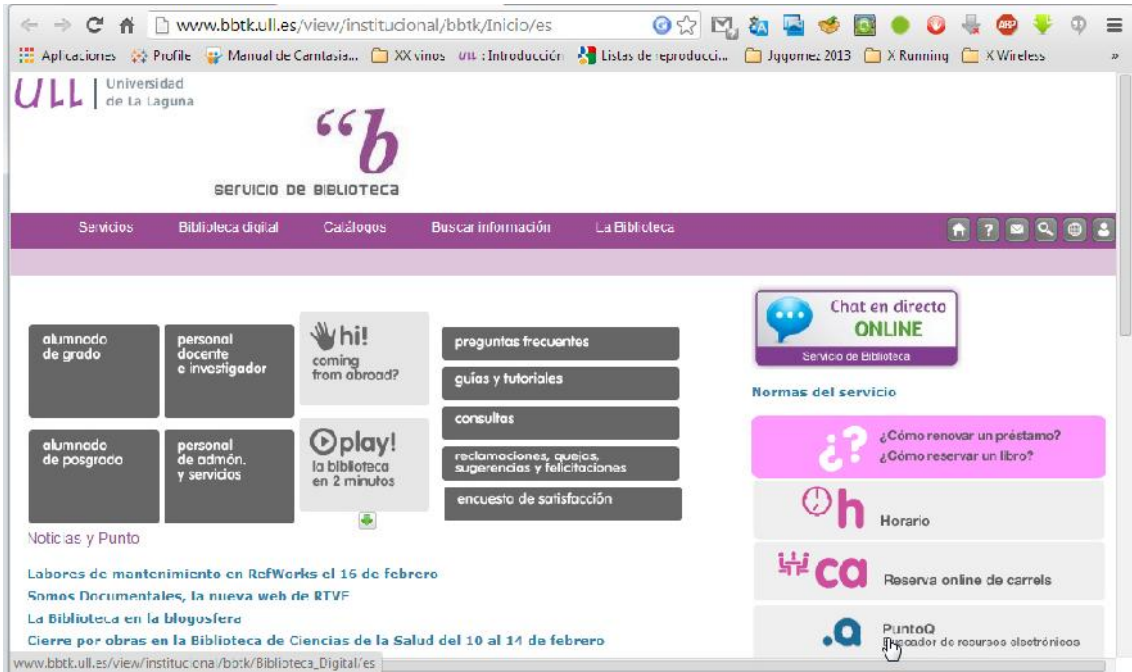 www.bbtk.ull.es/view/institucional/bbtk/Inicio/es
Aplicaciones Profile Manual de Camtasia... XX vinos ULL : Introducción Listas de reproducci... Jggomez 2013 X Running X Wireless »
ULL Universidad
de La Laguna
“b
SERVICIO DE BIBLIOTECA
Servicios Biblioteca digital Catálogos Buscar información La Biblioteca
Chat en directo
ONLINE
Servicio de Biblioteca
Normas del servicio
alumnado
de grado
personal
docente
e investigador
hi!
coming
from abroad?
alumnado
de posgrado
personal
de admón.
y servicios
play!
la biblioteca
en 2 minutos
preguntas frecuentes
guías y tutoriales
consultas
reclamaciones, quejas,
sugerencias y felicitaciones
encuesta de satisfacción
¿? ¿Cómo renovar un préstamo?
¿Cómo reservar un libro?
h Horario
ca Reserva online de carrels
.Q PuntoQ
Buscador de recursos electrónicos
Noticias y Punto
Labores de mantenimiento en RefWorks el 16 de febrero
Somos Documentales, la nueva web de RTVE
La Biblioteca en la blogosfera
Cierre por obras en la Biblioteca de Ciencias de la Salud del 10 al 14 de febrero
www.bbtk.ull.es/view/institucional/bbtk/Biblioteca_Digital/es